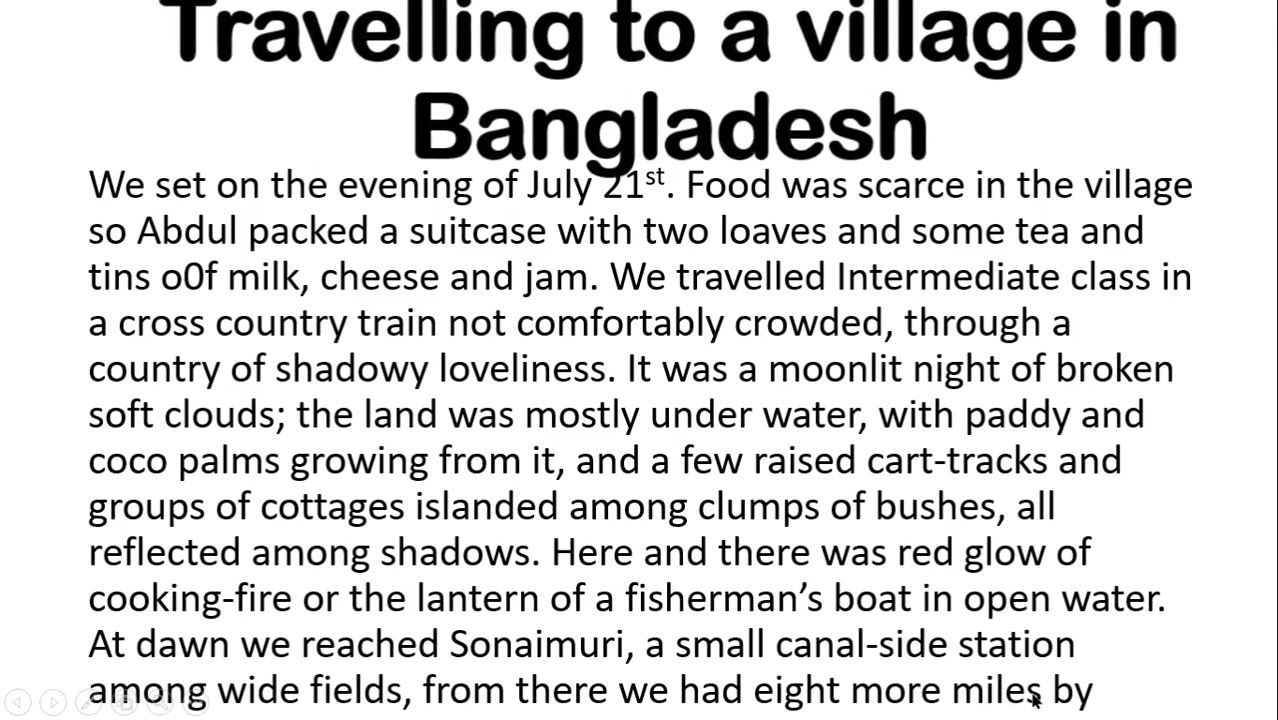 Travelling to a village in
Bangladesh
We set on the evening of July 21st. Food was scarce in the village
so Abdul packed a suitcase with two loaves and some tea and
tins o0f milk, cheese and jam. We travelled Intermediate class in
a cross country train not comfortably crowded, through a
country of shadowy loveliness. It was a moonlit night of broken
soft clouds; the land was mostly under water, with paddy and
coco palms growing from it, and a few raised cart-tracks and
groups of cottages islanded among clumps of bushes, all
reflected among shadows. Here and there was red glow of
cooking-fire or the lantern of a fisherman’s boat in open water.
At dawn we reached Sonaimuri, a small canal-side station
among wide fields, from there we had eight more miles by